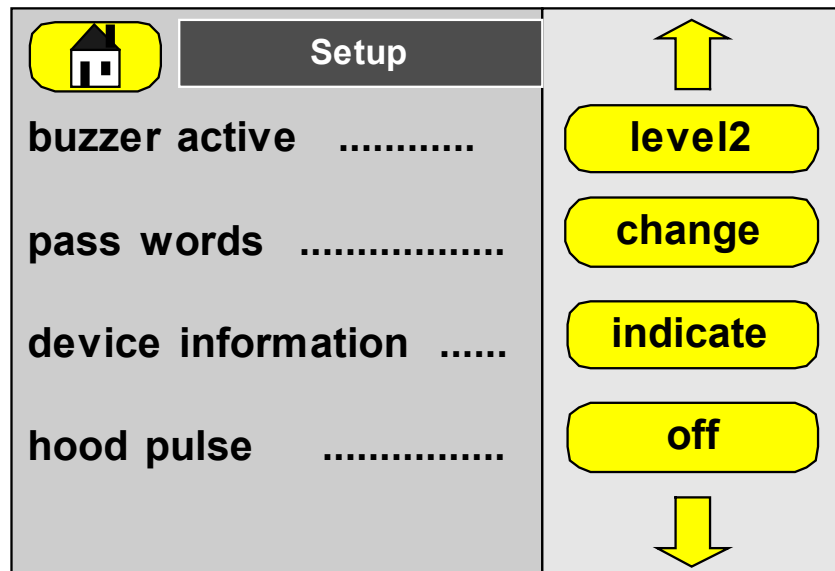 Setup
buzzer active ............ level2
pass words .................. change
device information ...... indicate
hood pulse ................ off